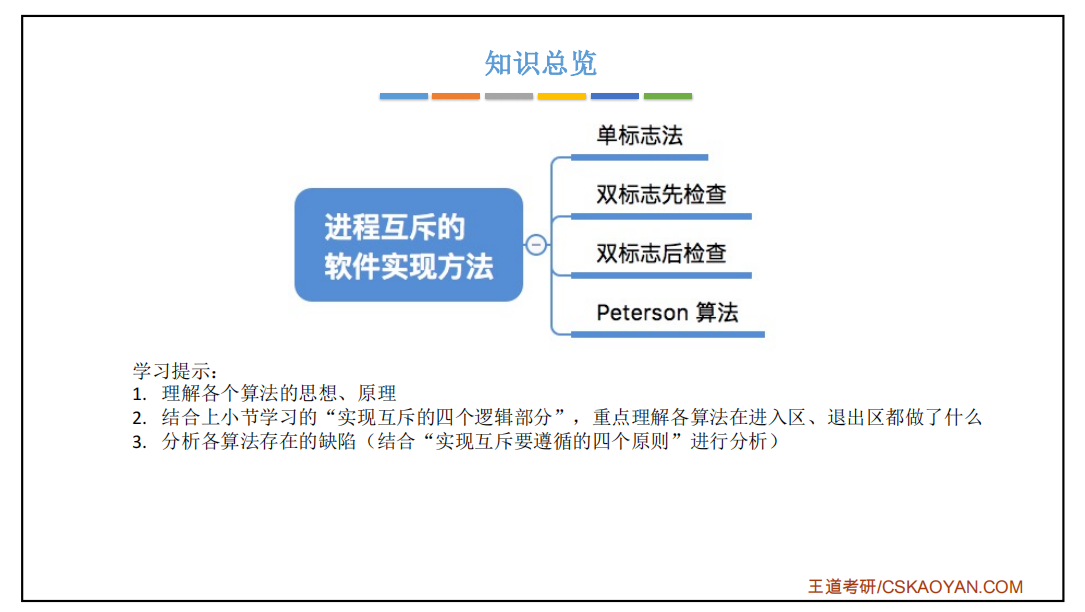 知识总览
单标志法
双标志先检查
双标志后检查
Peterson 算法
进程互斥的
软件实现方法
学习提示：
1. 理解各个算法的思想、原理
2. 结合上小节学习的“实现互斥的四个逻辑部分”，重点理解各算法在进入区、退出区都做了什么
3. 分析各算法存在的缺陷（结合“实现互斥要遵循的四个原则”进行分析）
王道考研/CSKAOYAN.COM